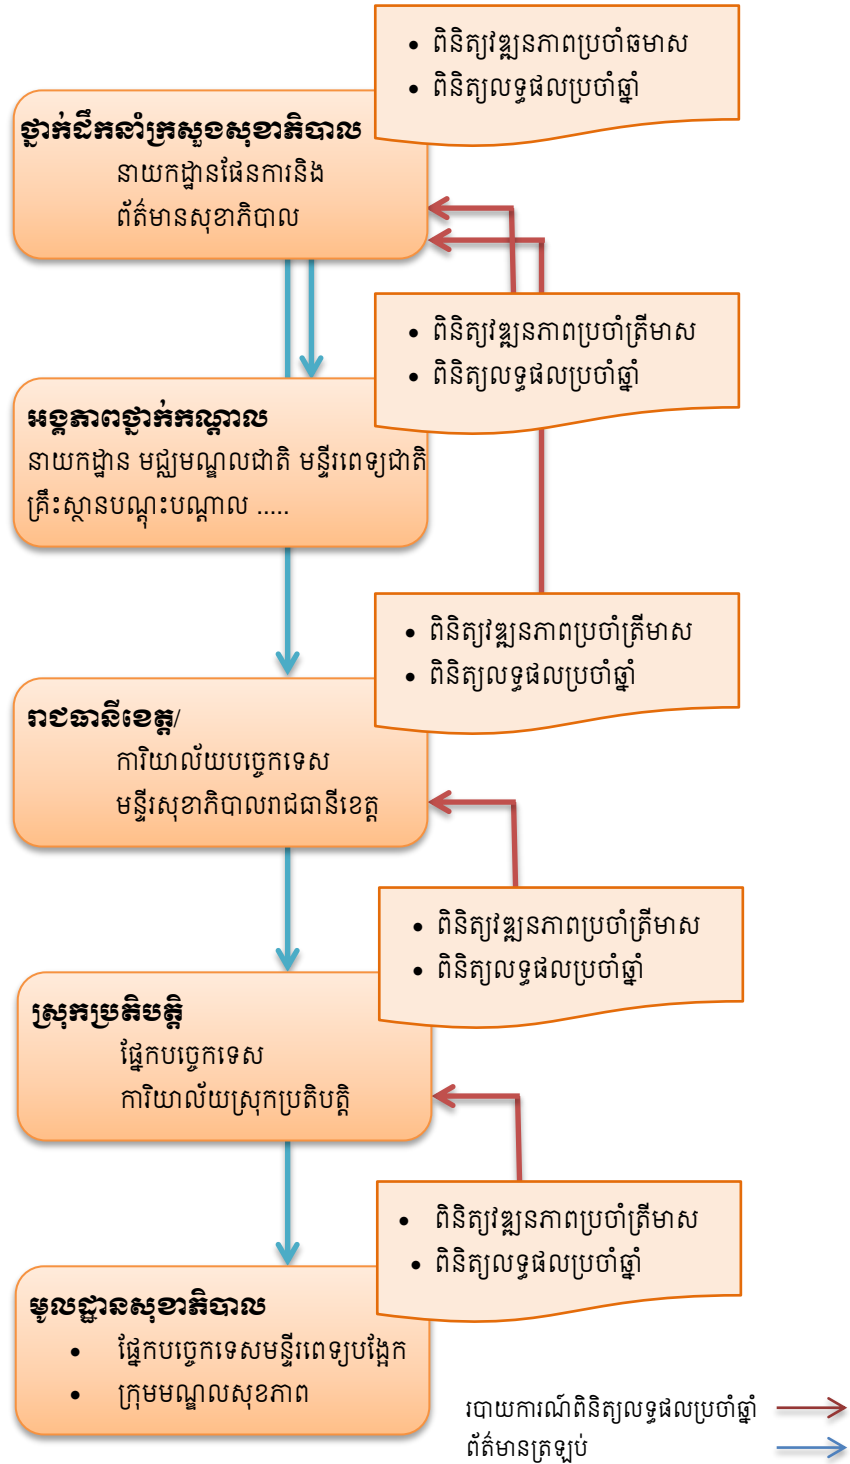 • ពិនិត្យវឌ្ឍនភាពប្រចាំឆមាស
• ពិនិត្យលទ្ធផលប្រចាំឆ្នាំ
ថ្នាក់ដឹកនាំក្រសួងសុខាភិបាល
នាយកដ្ឋានផែនការនិង
ព័ត៌មានសុខាភិបាល
• ពិនិត្យវឌ្ឍនភាពប្រចាំត្រីមាស
• ពិនិត្យលទ្ធផលប្រចាំឆ្នាំ
អង្គភាពថ្នាក់កណ្តាល
នាយកដ្ឋាន មជ្ឈមណ្ឌលជាតិ មន្ទីរពេទ្យជាតិ
គ្រឹះស្ថានបណ្តុះបណ្តាល .....
• ពិនិត្យវឌ្ឍនភាពប្រចាំត្រីមាស
• ពិនិត្យលទ្ធផលប្រចាំឆ្នាំ
រាជធានីខេត្ត/
ការិយាល័យបច្ចេកទេស
មន្ទីរសុខាភិបាលរាជធានីខេត្ត
• ពិនិត្យវឌ្ឍនភាពប្រចាំត្រីមាស
• ពិនិត្យលទ្ធផលប្រចាំឆ្នាំ
ស្រុកប្រតិបត្តិ
ផ្នែកបច្ចេកទេស
ការិយាល័យស្រុកប្រតិបត្តិ
• ពិនិត្យវឌ្ឍនភាពប្រចាំត្រីមាស
• ពិនិត្យលទ្ធផលប្រចាំឆ្នាំ
មូលដ្ឋានសុខាភិបាល
• ផ្នែកបច្ចេកទេសមន្ទីរពេទ្យបង្អែក
• ក្រុមមណ្ឌលសុខភាព
របាយការណ៍ពិនិត្យលទ្ធផលប្រចាំឆ្នាំ
ព័ត៌មានត្រឡប់